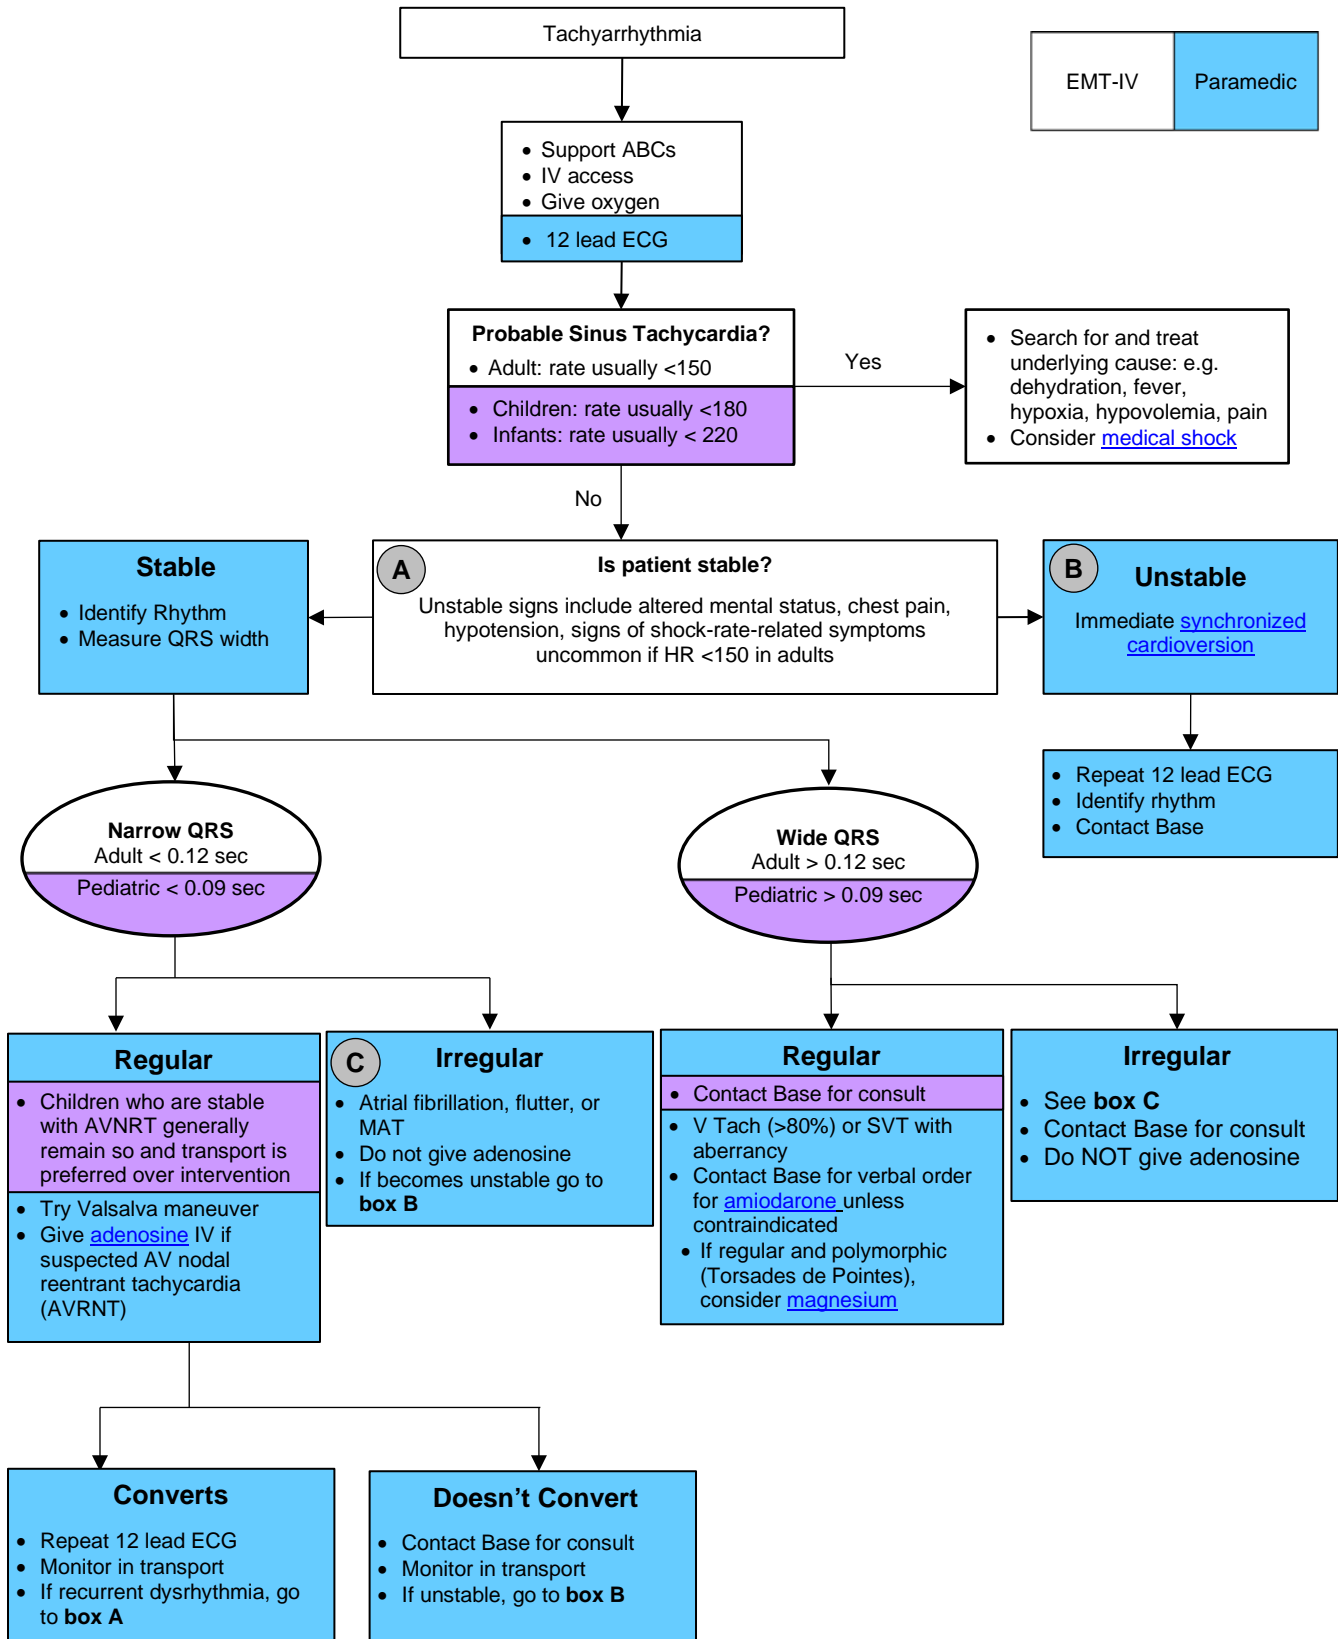 Tachyarrhythmia
EMT-IV
Paramedic
• Support ABCs
• IV access
• Give oxygen
• 12 lead ECG
Probable Sinus Tachycardia?
• Adult: rate usually <150
• Children: rate usually <180
• Infants: rate usually < 220
Yes
• Search for and treat
underlying cause: e.g.
dehydration, fever,
hypoxia, hypovolemia, pain
• Consider medical shock
No
Stable
• Identify Rhythm
• Measure QRS width
A
Is patient stable?
Unstable signs include altered mental status, chest pain,
hypotension, signs of shock-rate-related symptoms
uncommon if HR <150 in adults
B
Unstable
Immediate synchronized
cardioversion
• Repeat 12 lead ECG
• Identify rhythm
• Contact Base
Narrow QRS
Adult < 0.12 sec
Pediatric < 0.09 sec
Wide QRS
Adult > 0.12 sec
Pediatric > 0.09 sec
Regular
• Children who are stable
with AVNRT generally
remain so and transport is
preferred over intervention
• Try Valsalva maneuver
• Give adenosine IV if
suspected AV nodal
reentrant tachycardia
(AVRNT)
C
Irregular
• Atrial fibrillation, flutter, or
MAT
• Do not give adenosine
• If becomes unstable go to
box B
Regular
• Contact Base for consult
• V Tach (>80%) or SVT with
aberrancy
• Contact Base for verbal order
for amiodarone unless
contraindicated
• If regular and polymorphic
(Torsades de Pointes),
consider magnesium
Irregular
• See box C
• Contact Base for consult
• Do NOT give adenosine
Converts
• Repeat 12 lead ECG
• Monitor in transport
• If recurrent dysrhythmia, go
to box A
Doesn’t Convert
• Contact Base for consult
• Monitor in transport
• If unstable, go to box B